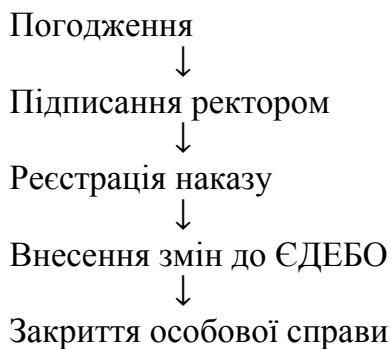 Погодження
↓
Підписання ректором
↓
Реєстрація наказу
↓
Внесення змін до ЄДЕБО
↓
Закриття особової справи